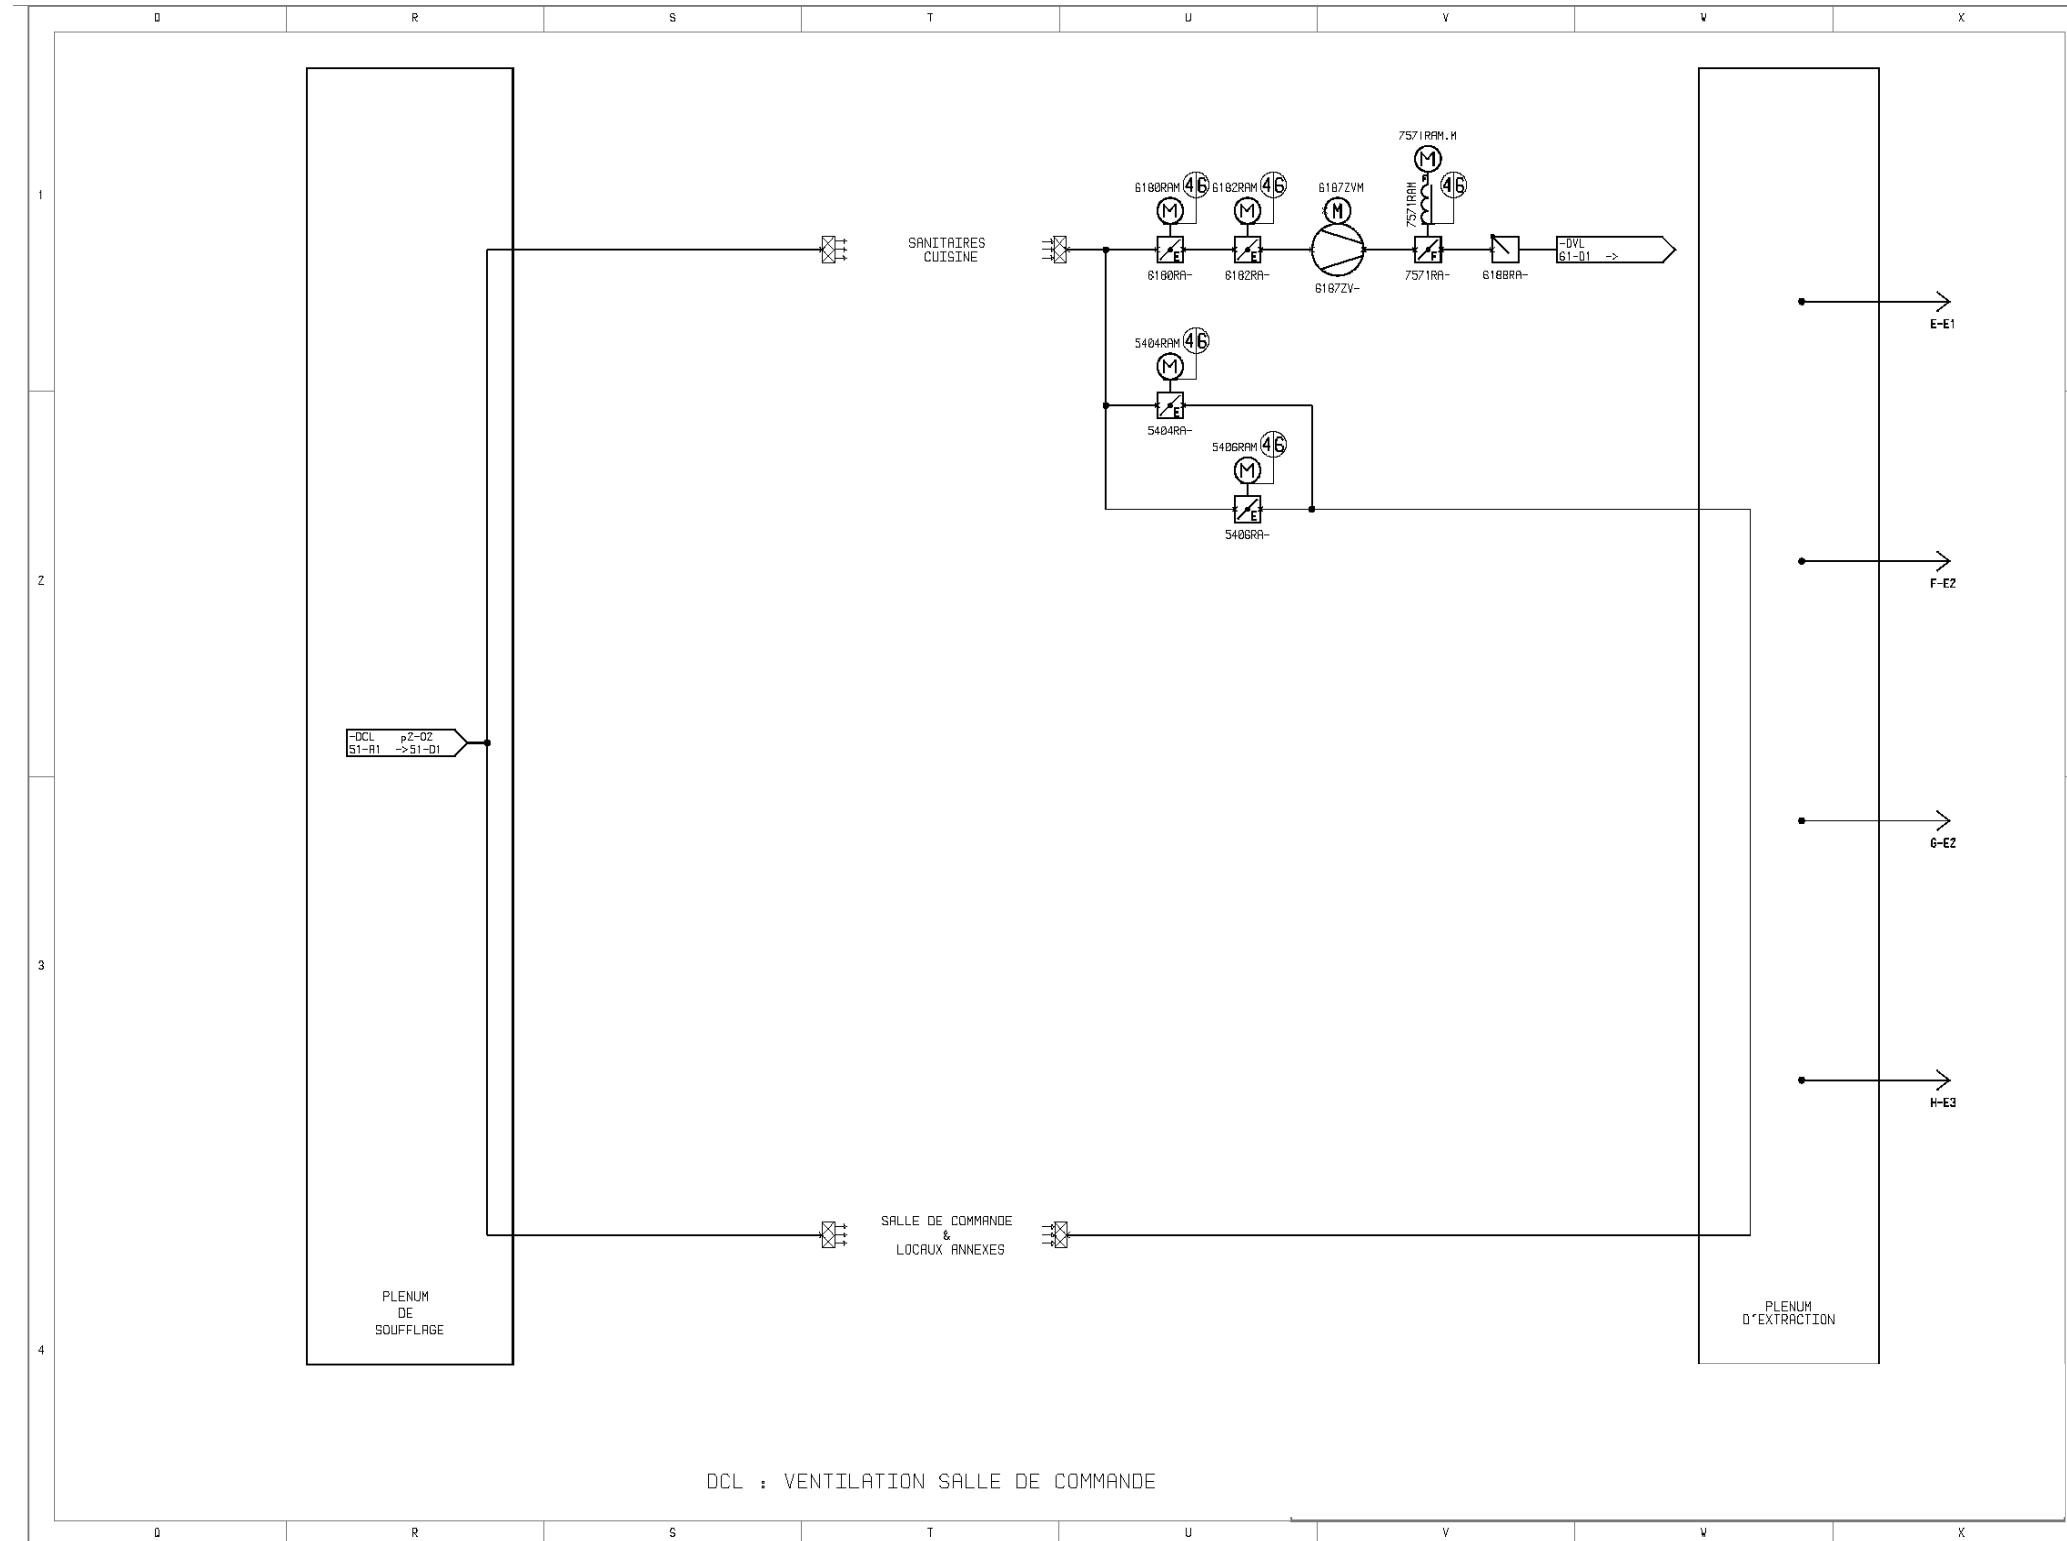 Q R S T U V W X
7571RAM.M
1
6180RAM 46 6182RAM 46 6187ZVM 7571RAM 46
M M M M
SANITAIRES
CUISINE
E E F
-DVL
61-D1 ->
6180RA- 6182RA- 6187ZV- 7571RA- 6188RA-
E-E1
5404RAM 46
M
E
5404RA-
5406RAM 46
M
E
5406RA-
2
F-E2
-DCL p2-02
51-A1 ->51-D1
G-E2
3
H-E3
SALLE DE COMMANDE
&
LOCAUX ANNEXES
PLENUM
DE
SOUFFLAGE
PLENUM
D'EXTRACTION
4
DCL : VENTILATION SALLE DE COMMANDE
Q R S T U V W X